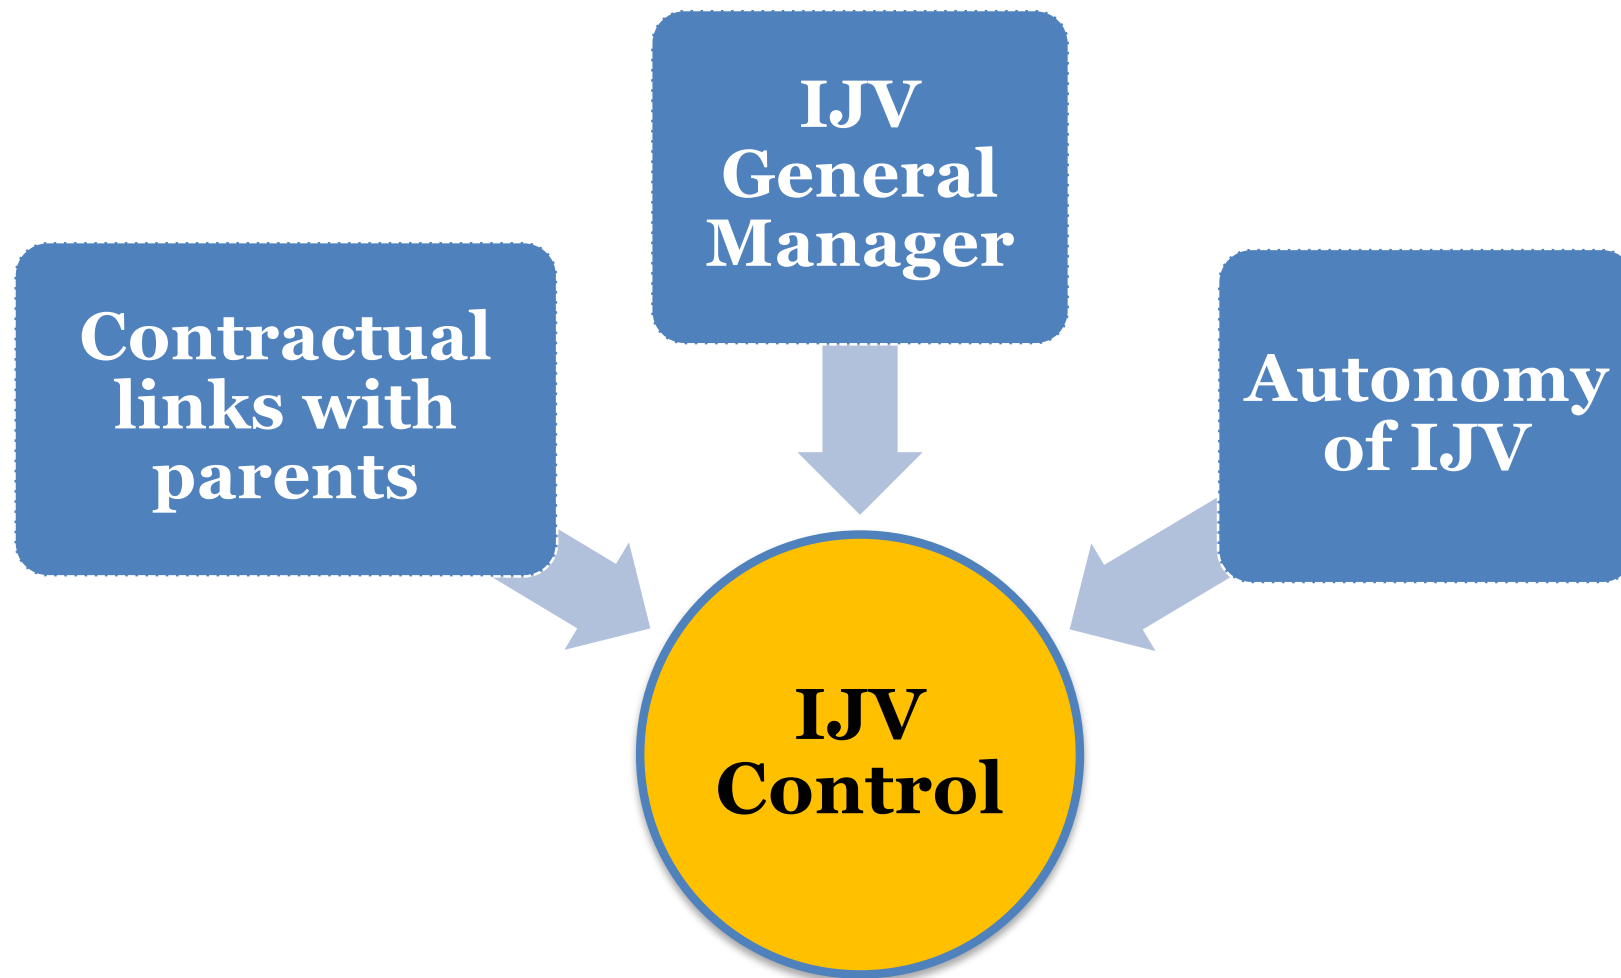 IJV
General
Manager
Contractual
links with
parents
Autonomy
of IJV
IJV
Control